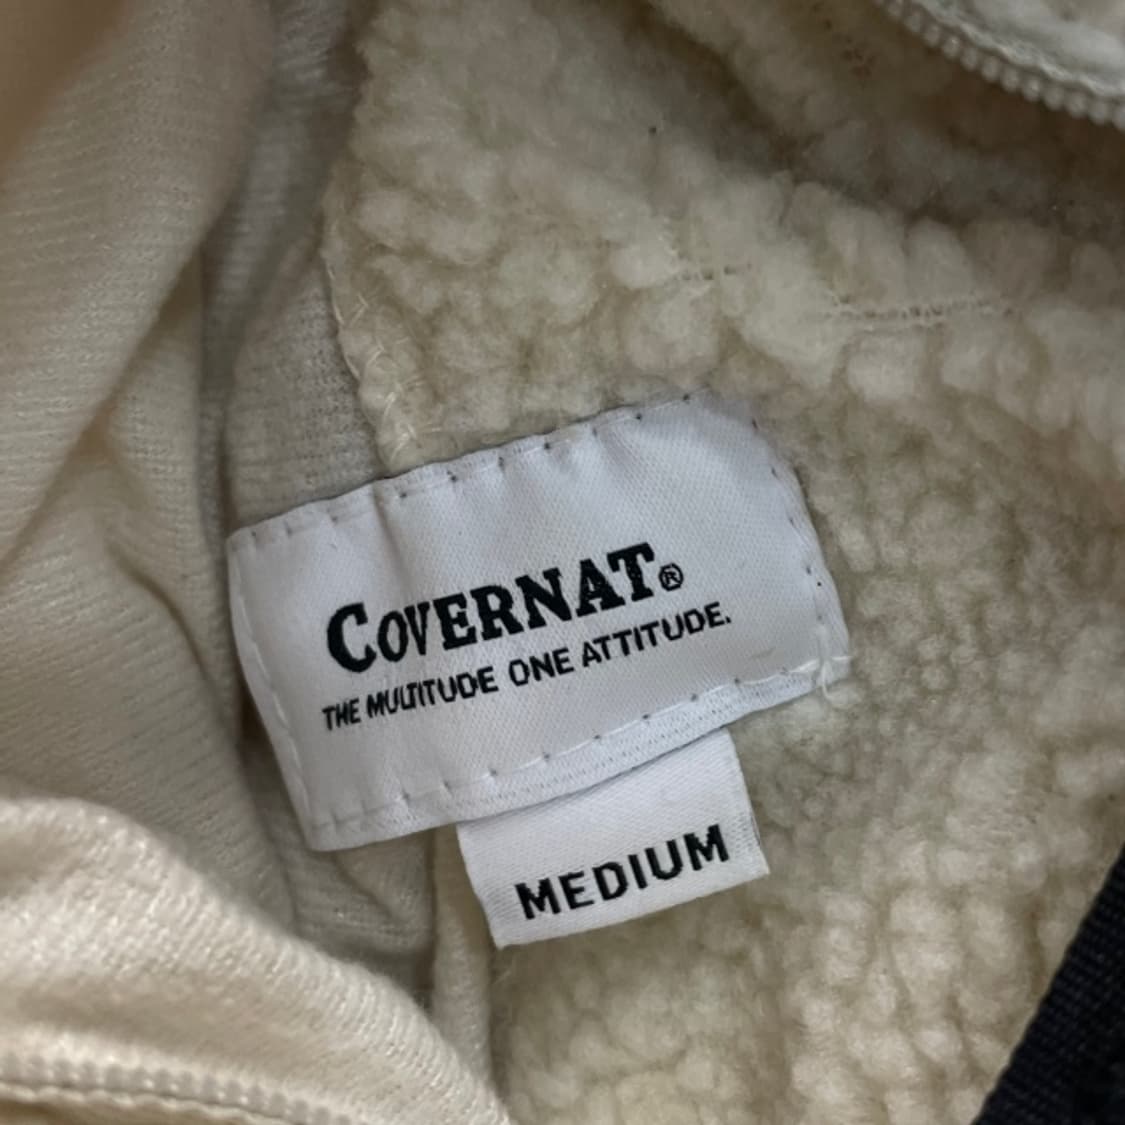 COVERNAT®
THE MULTITUDE ONE ATTITUDE.
MEDIUM